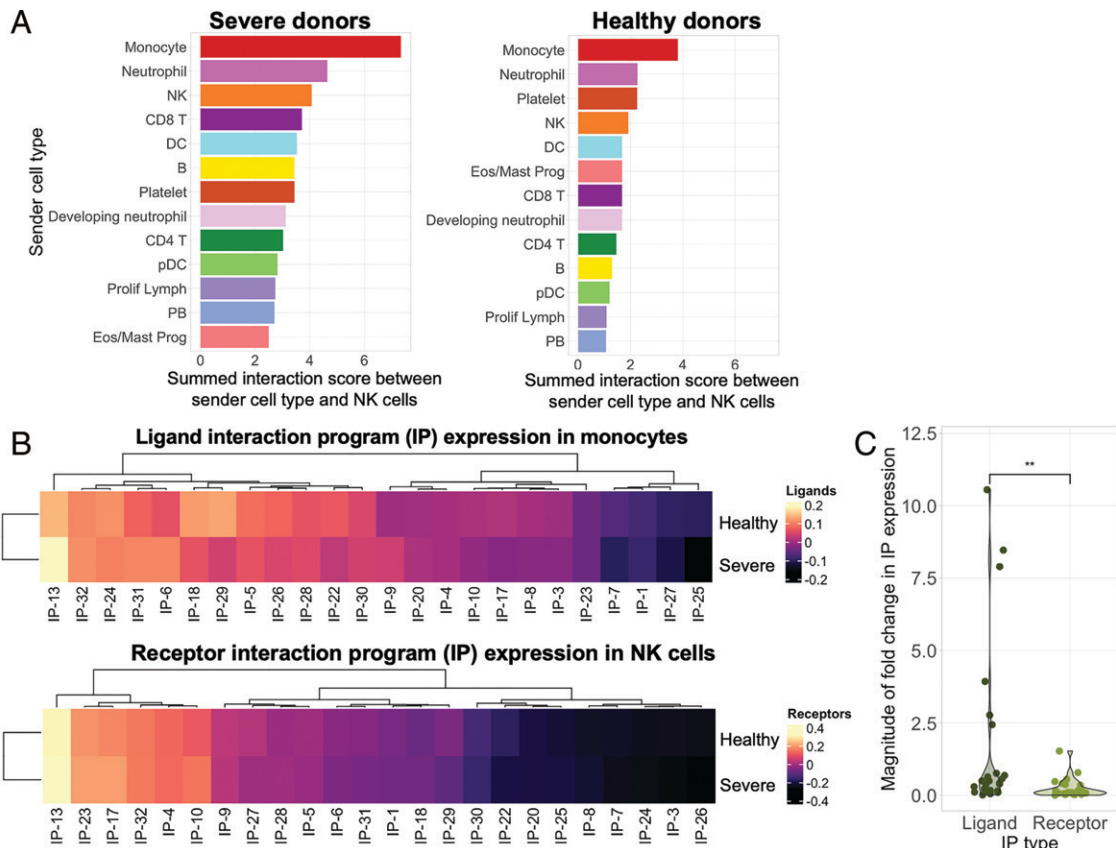 A
Severe donors
Sender cell type
Monocyte
Neutrophil
NK
CD8 T
DC
B
Platelet
Developing neutrophil
CD4 T
pDC
Prolif Lymph
PB
Eos/Mast Prog
0 2 4 6
Summed interaction score between
sender cell type and NK cells
Healthy donors
Monocyte
Neutrophil
Platelet
NK
DC
Eos/Mast Prog
CD8 T
Developing neutrophil
CD4 T
B
pDC
Prolif Lymph
PB
0 2 4 6
Summed interaction score between
sender cell type and NK cells
B
Ligand interaction program (IP) expression in monocytes
Healthy
Severe
IP-13 IP-32 IP-24 IP-31 IP-6 IP-18 IP-29 IP-5 IP-26 IP-28 IP-22 IP-30 IP-9 IP-20 IP-4 IP-10 IP-17 IP-8 IP-3 IP-23 IP-7 IP-1 IP-27 IP-25
Ligands
0.2
0.1
0
-0.1
-0.2
Receptor interaction program (IP) expression in NK cells
Healthy
Severe
IP-13 IP-23 IP-17 IP-32 IP-4 IP-10 IP-9 IP-27 IP-28 IP-5 IP-6 IP-31 IP-1 IP-18 IP-29 IP-30 IP-22 IP-20 IP-25 IP-8 IP-7 IP-24 IP-3 IP-26
Receptors
0.4
0.2
0
-0.2
-0.4
C
Magnitude of fold change in IP expression
12.5
10.0
7.5
5.0
2.5
0.0
**
Ligand Receptor
IP type